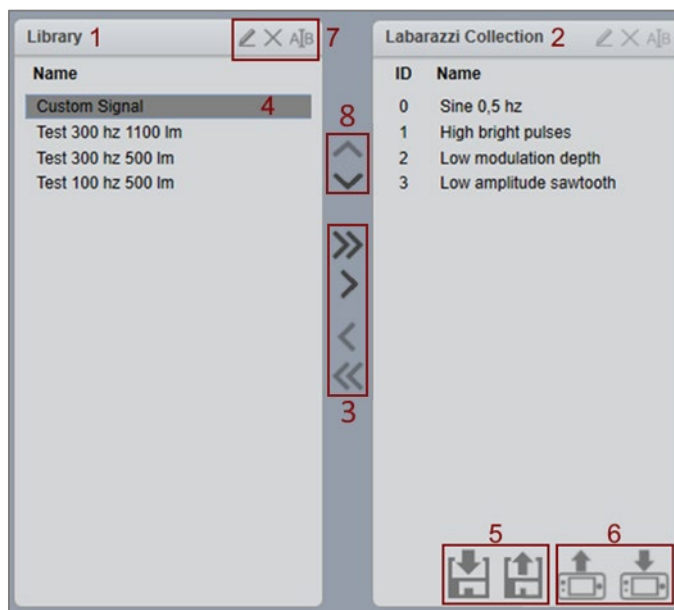 Library 1
AB 7
Labarazzi Collection 2
AB
Name
ID Name
Custom Signal 4
0 Sine 0,5 hz
Test 300 hz 1100 lm
1 High bright pulses
Test 300 hz 500 lm
2 Low modulation depth
Test 100 hz 500 lm
3 Low amplitude sawtooth
8
3
5
6